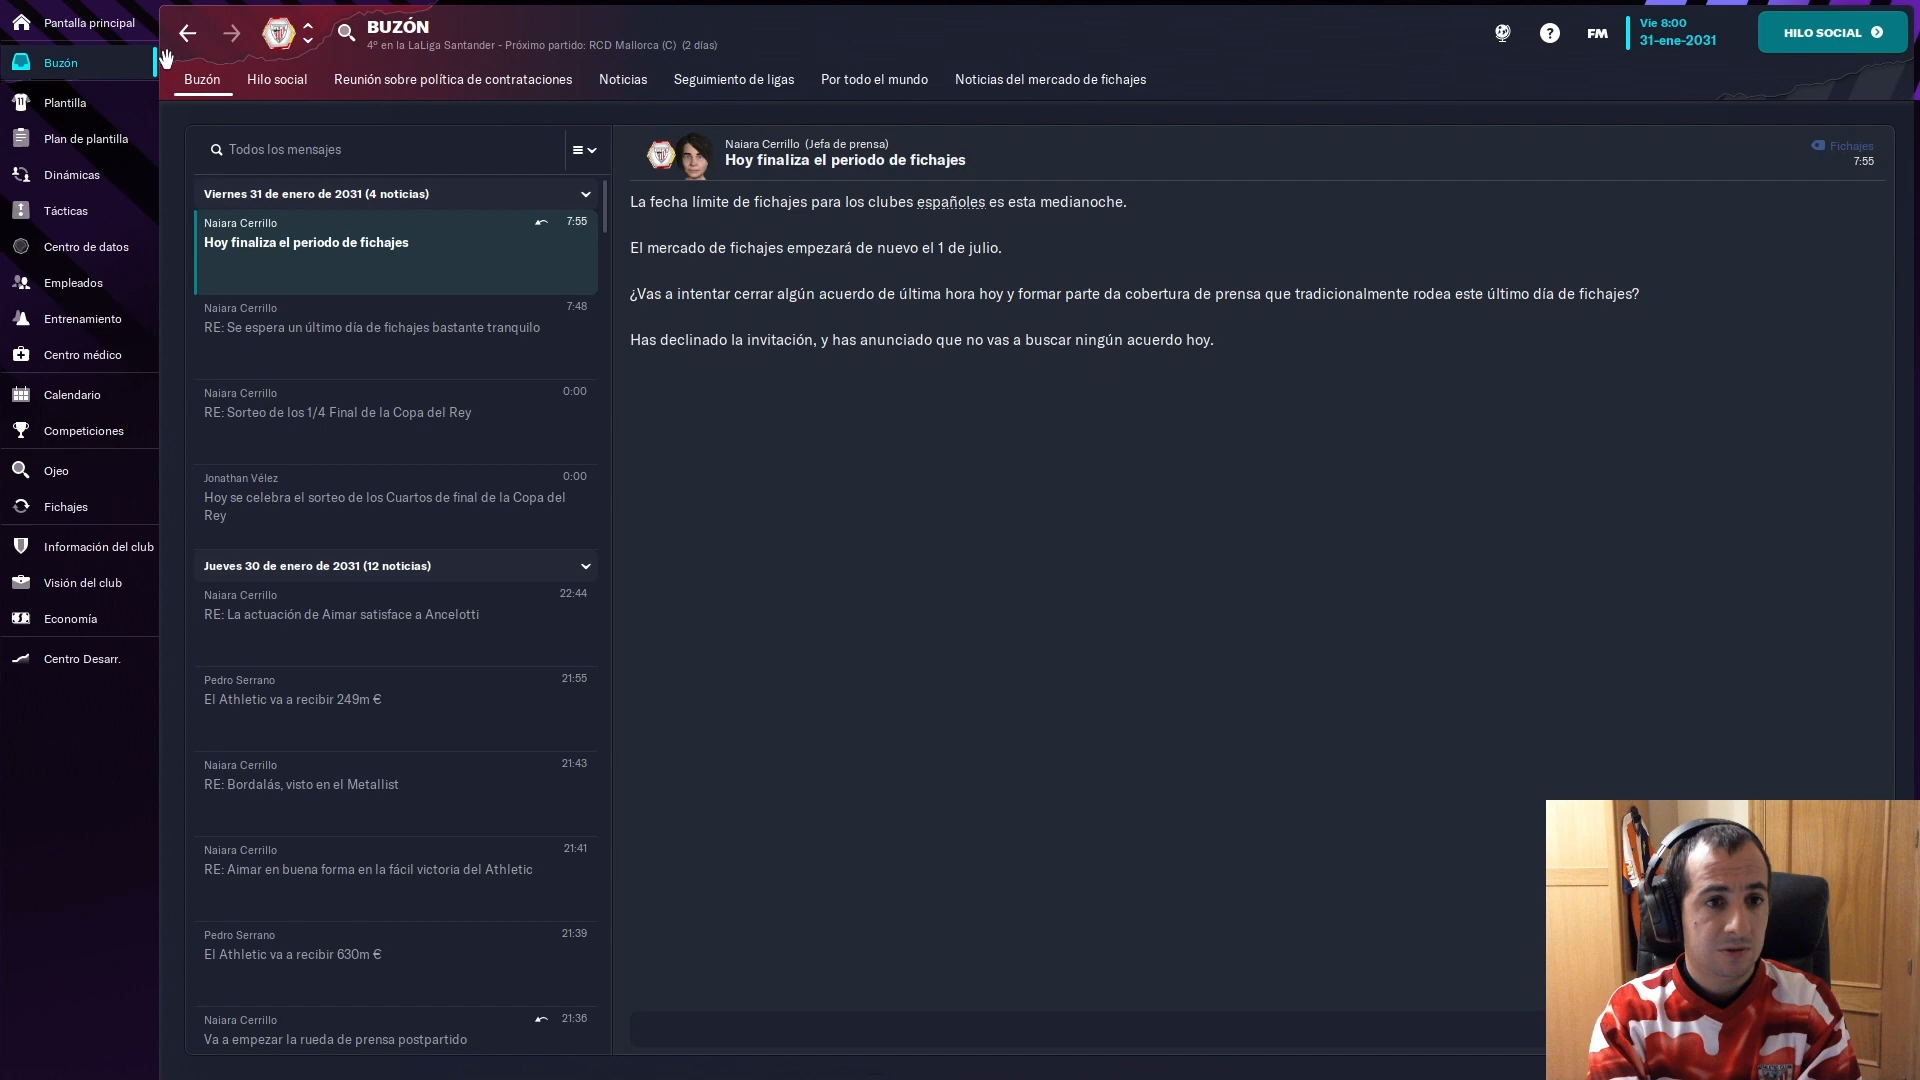 Pantalla principal
Buzón
Plantilla
Plan de plantilla
Dinámicas
Tácticas
Centro de datos
Empleados
Entrenamiento
Centro médico
Calendario
Competiciones
Ojeo
Fichajes
Información del club
Visión del club
Economía
Centro Desarr.
BUZÓN
4º en la LaLiga Santander - Próximo partido: RCD Mallorca (C) (2 días)
FM
Vie 8:00
31-ene-2031
HILO SOCIAL
Buzón
Hilo social
Reunión sobre política de contrataciones
Noticias
Seguimiento de ligas
Por todo el mundo
Noticias del mercado de fichajes
Todos los mensajes
Viernes 31 de enero de 2031 (4 noticias)
Naiara Cerrillo 7:55
Hoy finaliza el periodo de fichajes
Naiara Cerrillo 7:48
RE: Se espera un último día de fichajes bastante tranquilo
Naiara Cerrillo 0:00
RE: Sorteo de los 1/4 Final de la Copa del Rey
Jonathan Vélez 0:00
Hoy se celebra el sorteo de los Cuartos de final de la Copa del
Rey
Jueves 30 de enero de 2031 (12 noticias)
Naiara Cerrillo 22:44
RE: La actuación de Aimar satisface a Ancelotti
Pedro Serrano 21:55
El Athletic va a recibir 249m €
Naiara Cerrillo 21:43
RE: Bordalás, visto en el Metallist
Naiara Cerrillo 21:41
RE: Aimar en buena forma en la fácil victoria del Athletic
Pedro Serrano 21:39
El Athletic va a recibir 630m €
Naiara Cerrillo 21:36
Va a empezar la rueda de prensa postpartido
Naiara Cerrillo (Jefa de prensa)
Hoy finaliza el periodo de fichajes
Fichajes
7:55
La fecha límite de fichajes para los clubes españoles es esta medianoche.
El mercado de fichajes empezará de nuevo el 1 de julio.
¿Vas a intentar cerrar algún acuerdo de última hora hoy y formar parte da cobertura de prensa que tradicionalmente rodea este último día de fichajes?
Has declinado la invitación, y has anunciado que no vas a buscar ningún acuerdo hoy.